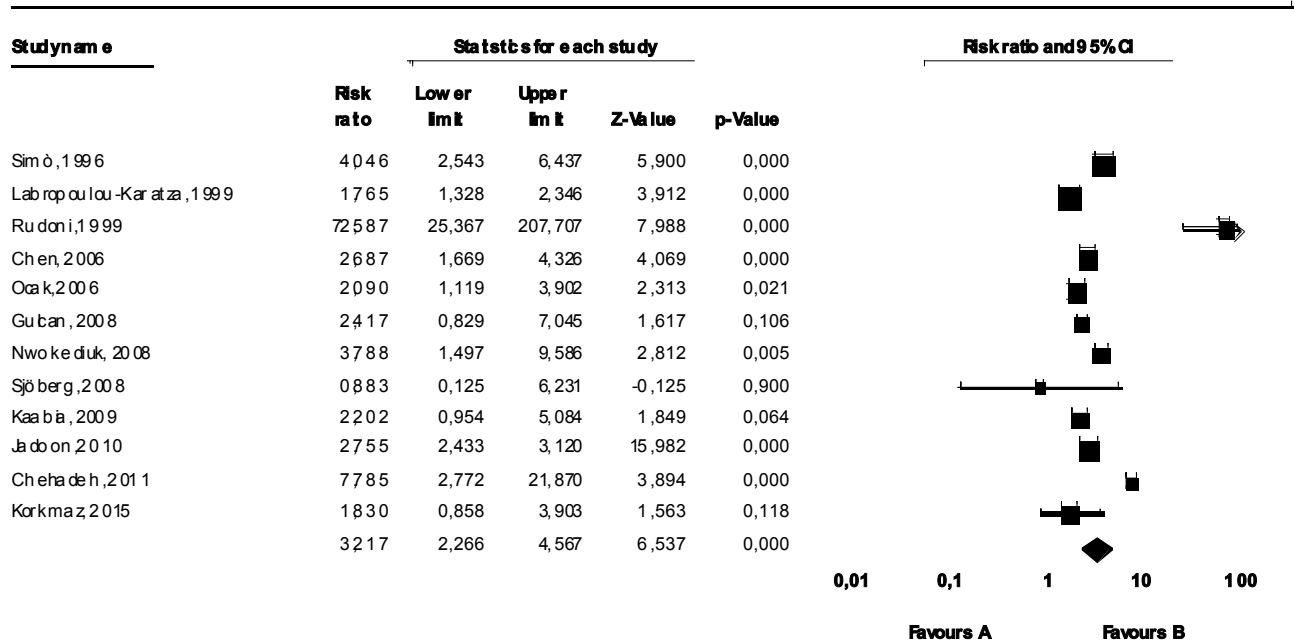 Study name Statistics for each study Risk ratio and 95% CI
Risk Lower Upper
ratio limit limit Z-Value p-Value
Simò,1996 4,046 2,543 6,437 5,900 0,000
Labropoulou-Karatza,1999 1,765 1,328 2,346 3,912 0,000
Rudoni,1999 72,587 25,367 207,707 7,988 0,000
Chen,2006 2,687 1,669 4,326 4,069 0,000
Ocak,2006 2,090 1,119 3,902 2,313 0,021
Gulcan,2008 2,417 0,829 7,045 1,617 0,106
Nwokediuk,2008 3,788 1,497 9,586 2,812 0,005
Sjöberg,2008 0,883 0,125 6,231 -0,125 0,900
Kaabia,2009 2,202 0,954 5,084 1,849 0,064
Jadoon,2010 2,755 2,433 3,120 15,982 0,000
Chehadeh,2011 7,785 2,772 21,870 3,894 0,000
Korkmaz,2015 1,830 0,858 3,903 1,563 0,118
3,217 2,266 4,567 6,537 0,000
0,01 0,1 1 10 100
Favours A Favours B